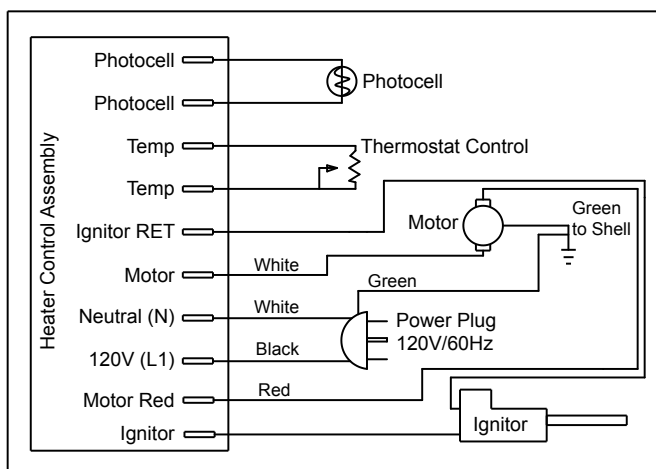 Heater Control Assembly
Photocell
Photocell
Photocell
Temp
Thermostat Control
Temp
Ignitor RET
Motor
Green
to Shell
Motor
White
Green
Neutral (N)
White
Power Plug
120V/60Hz
120V (L1)
Black
Motor Red
Red
Ignitor
Ignitor